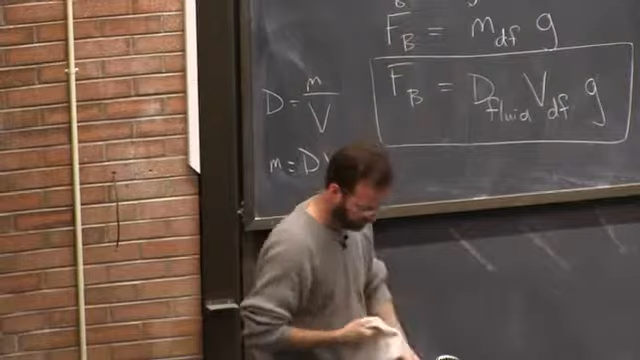 F_B = m_df g
F_B = D_fluid V_df g
D = m/V
m = D